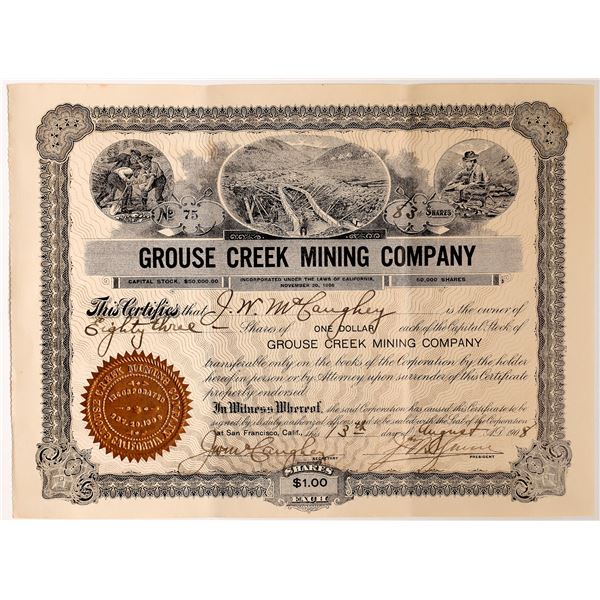 No 75
83 SHARES
GROUSE CREEK MINING COMPANY
CAPITAL STOCK, $50,000.00
INCORPORATED UNDER THE LAWS OF CALIFORNIA,
NOVEMBER 20, 1906
50,000 SHARES
This Certifies that J. W. McCaughey is the owner of
Eighty three Shares of ONE DOLLAR each of the Capital Stock of
GROUSE CREEK MINING COMPANY
transferable only on the books of the Corporation by the holder
hereof in person or by Attorney upon surrender of this Certificate
properly endorsed
In Witness Whereof, the said Corporation has caused this Certificate to be
signed by its duly authorized officers and to be sealed with the Seal of the Corporation
at San Francisco, Calif., this 13th day of August A.D. 1908
SECRETARY
PRESIDENT
GROUSE CREEK MINING
INCORPORATED
CALIFORNIA
SHARES
$1.00
EACH